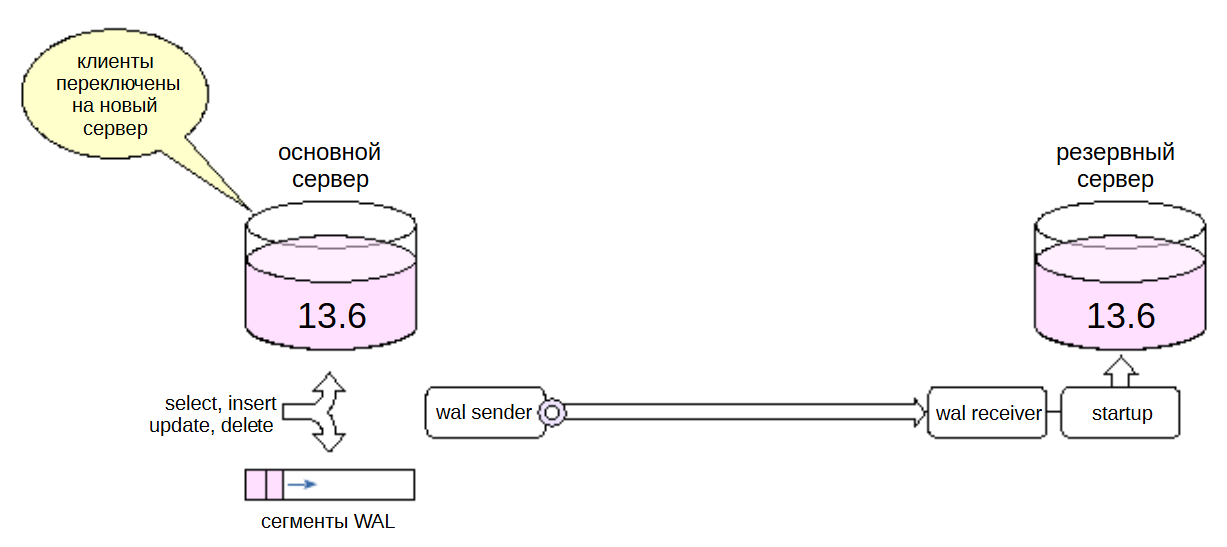 клиенты
переключены
на новый
сервер
основной
сервер
резервный
сервер
13.6
13.6
select, insert
update, delete
wal sender
wal receiver
startup
сегменты WAL